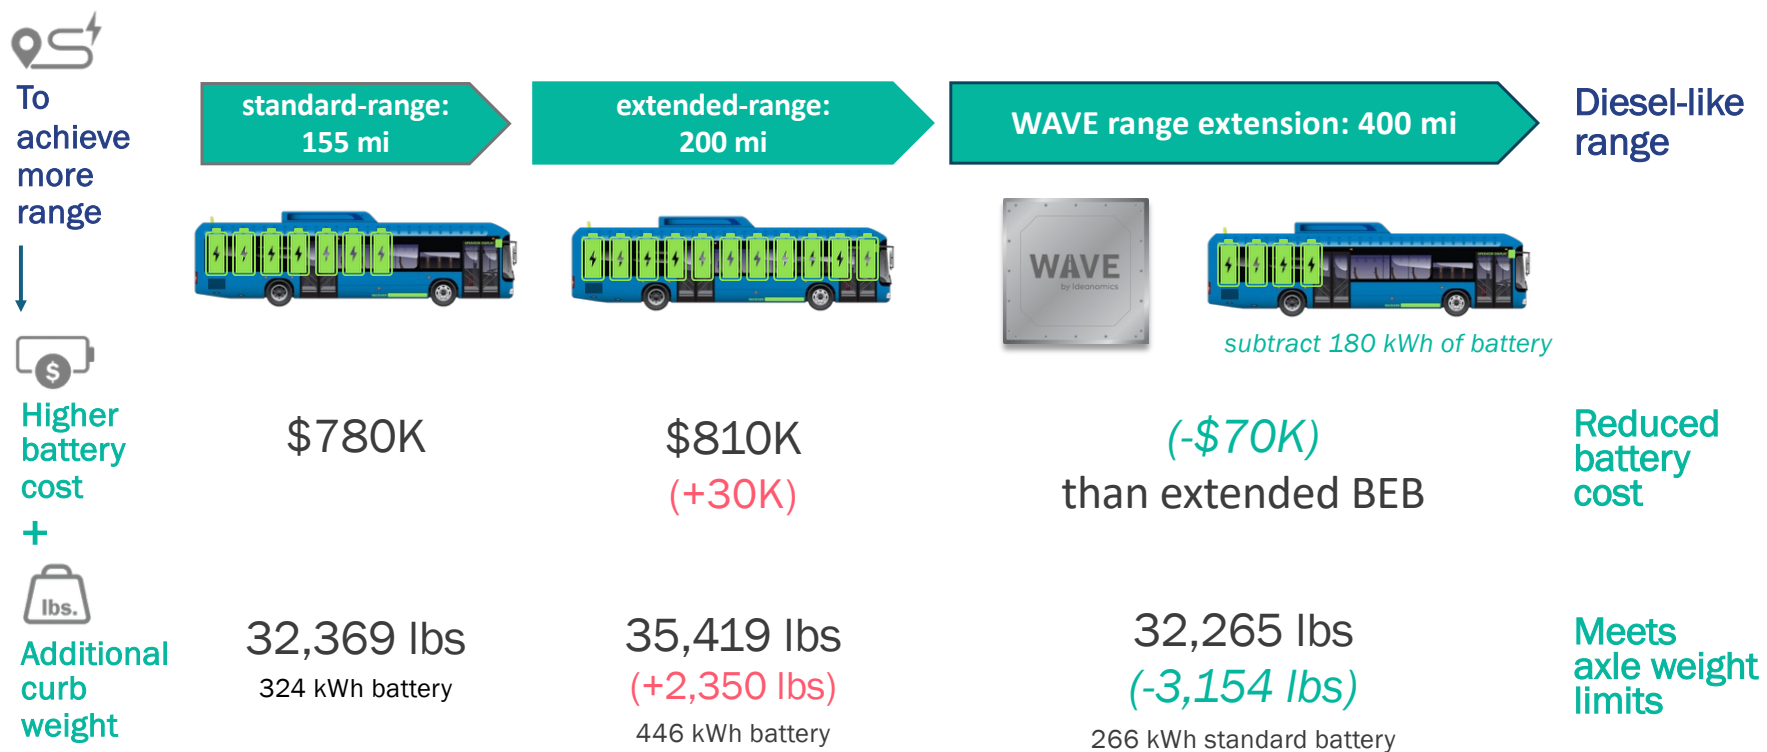 To
achieve
more
range
standard-range:
155 mi
extended-range:
200 mi
WAVE range extension: 400 mi
Diesel-like
range
WAVE
by Ideanomics
subtract 180 kWh of battery
$
Higher
battery
cost
+
$780K
$810K
(+30K)
(-$70K)
than extended BEB
Reduced
battery
cost
lbs.
Additional
curb
weight
32,369 lbs
324 kWh battery
35,419 lbs
(+2,350 lbs)
446 kWh battery
32,265 lbs
(-3,154 lbs)
266 kWh standard battery
Meets
axle weight
limits